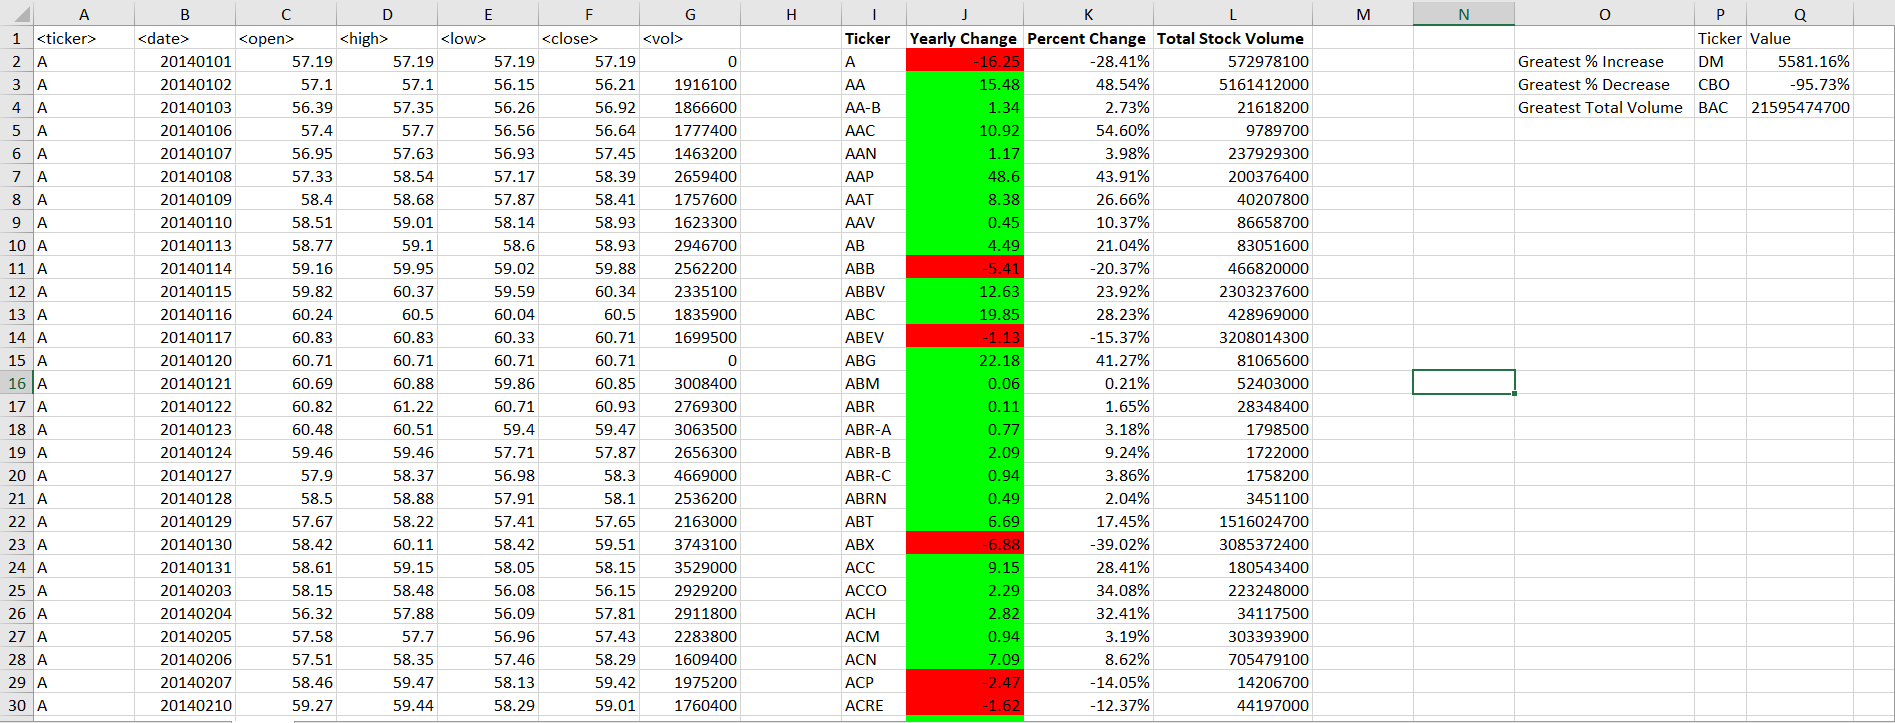 A B C D E F G H I J K L M N O P Q
1 <ticker> <date> <open> <high> <low> <close> <vol> Ticker Yearly Change Percent Change Total Stock Volume Ticker Value
2 A 20140101 57.19 57.19 57.19 57.19 0 A -16.25 -28.41% 572978100 Greatest % Increase DM 5581.16%
3 A 20140102 57.1 57.1 56.15 56.21 1916100 AA 15.48 48.54% 5161412000 Greatest % Decrease CBO -95.73%
4 A 20140103 56.39 57.35 56.26 56.92 1866600 AA-B 1.34 2.73% 21618200 Greatest Total Volume BAC 21595474700
5 A 20140106 57.4 57.7 56.56 56.64 1777400 AAC 10.92 54.60% 9789700
6 A 20140107 56.95 57.63 56.93 57.45 1463200 AAN 1.17 3.98% 237929300
7 A 20140108 57.33 58.54 57.17 58.39 2659400 AAP 48.6 43.91% 200376400
8 A 20140109 58.4 58.68 57.87 58.41 1757600 AAT 8.38 26.66% 40207800
9 A 20140110 58.51 59.01 58.14 58.93 1623300 AAV 0.45 10.37% 86658700
10 A 20140113 58.77 59.1 58.6 58.93 2946700 AB 4.49 21.04% 83051600
11 A 20140114 59.16 59.95 59.02 59.88 2562200 ABB -5.41 -20.37% 466820000
12 A 20140115 59.82 60.37 59.59 60.34 2335100 ABBV 12.63 23.92% 2303237600
13 A 20140116 60.24 60.5 60.04 60.5 1835900 ABC 19.85 28.23% 428969000
14 A 20140117 60.83 60.83 60.33 60.71 1699500 ABEV -1.13 -15.37% 3208014300
15 A 20140120 60.71 60.71 60.71 60.71 0 ABG 22.18 41.27% 81065600
16 A 20140121 60.69 60.88 59.86 60.85 3008400 ABM 0.06 0.21% 52403000
17 A 20140122 60.82 61.22 60.71 60.93 2769300 ABR 0.11 1.65% 28348400
18 A 20140123 60.48 60.51 59.4 59.47 3063500 ABR-A 0.77 3.18% 1798500
19 A 20140124 59.46 59.46 57.71 57.87 2656300 ABR-B 2.09 9.24% 1722000
20 A 20140127 57.9 58.37 56.98 58.3 4669000 ABR-C 0.94 3.86% 1758200
21 A 20140128 58.5 58.88 57.91 58.1 2536200 ABRN 0.49 2.04% 3451100
22 A 20140129 57.67 58.22 57.41 57.65 2163000 ABT 6.69 17.45% 1516024700
23 A 20140130 58.42 60.11 58.42 59.51 3743100 ABX -6.88 -39.02% 3085372400
24 A 20140131 58.61 59.15 58.05 58.15 3529000 ACC 9.15 28.41% 180543400
25 A 20140203 58.15 58.48 56.08 56.15 2929200 ACCO 2.29 34.08% 223248000
26 A 20140204 56.32 57.88 56.09 57.81 2911800 ACH 2.82 32.41% 34117500
27 A 20140205 57.58 57.7 56.96 57.43 2283800 ACM 0.94 3.19% 303393900
28 A 20140206 57.51 58.35 57.46 58.29 1609400 ACN 7.09 8.62% 705479100
29 A 20140207 58.46 59.47 58.13 59.42 1975200 ACP -2.47 -14.05% 14206700
30 A 20140210 59.27 59.44 58.29 59.01 1760400 ACRE -1.62 -12.37% 44197000